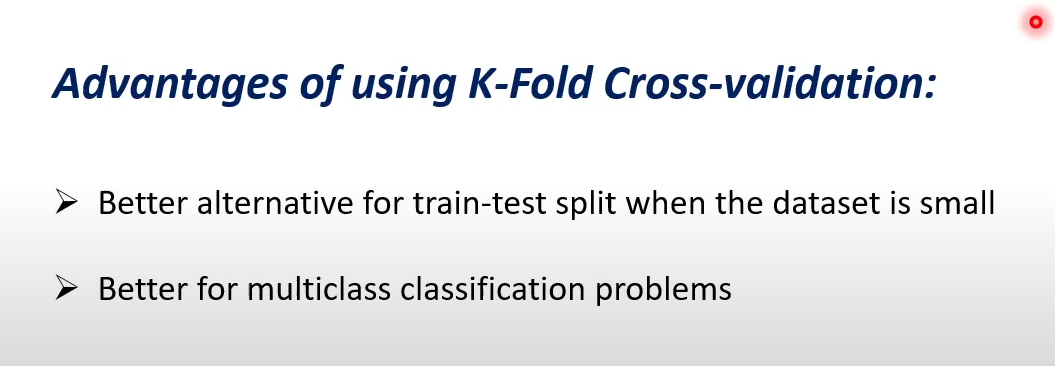 Advantages of using K-Fold Cross-validation:
➢ Better alternative for train-test split when the dataset is small
➢ Better for multiclass classification problems